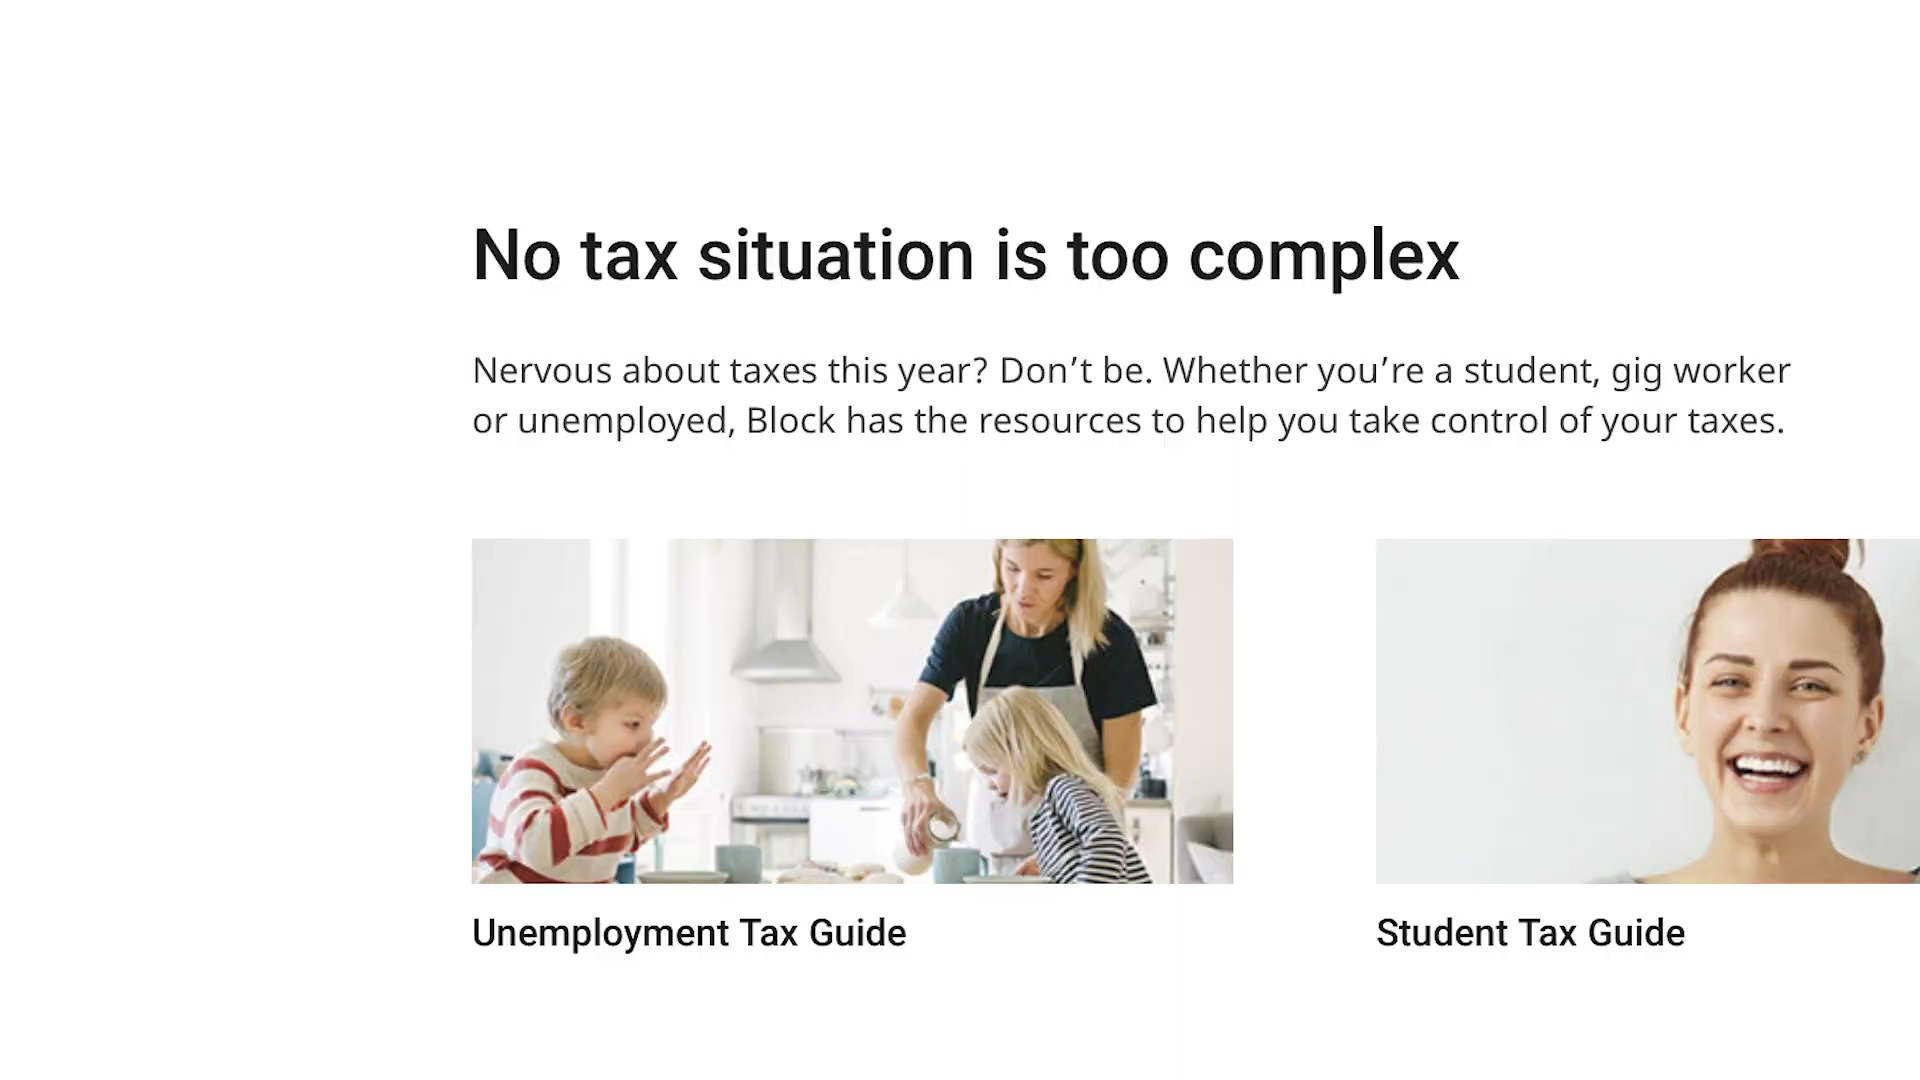 No tax situation is too complex
Nervous about taxes this year? Don’t be. Whether you’re a student, gig worker
or unemployed, Block has the resources to help you take control of your taxes.
Unemployment Tax Guide
Student Tax Guide